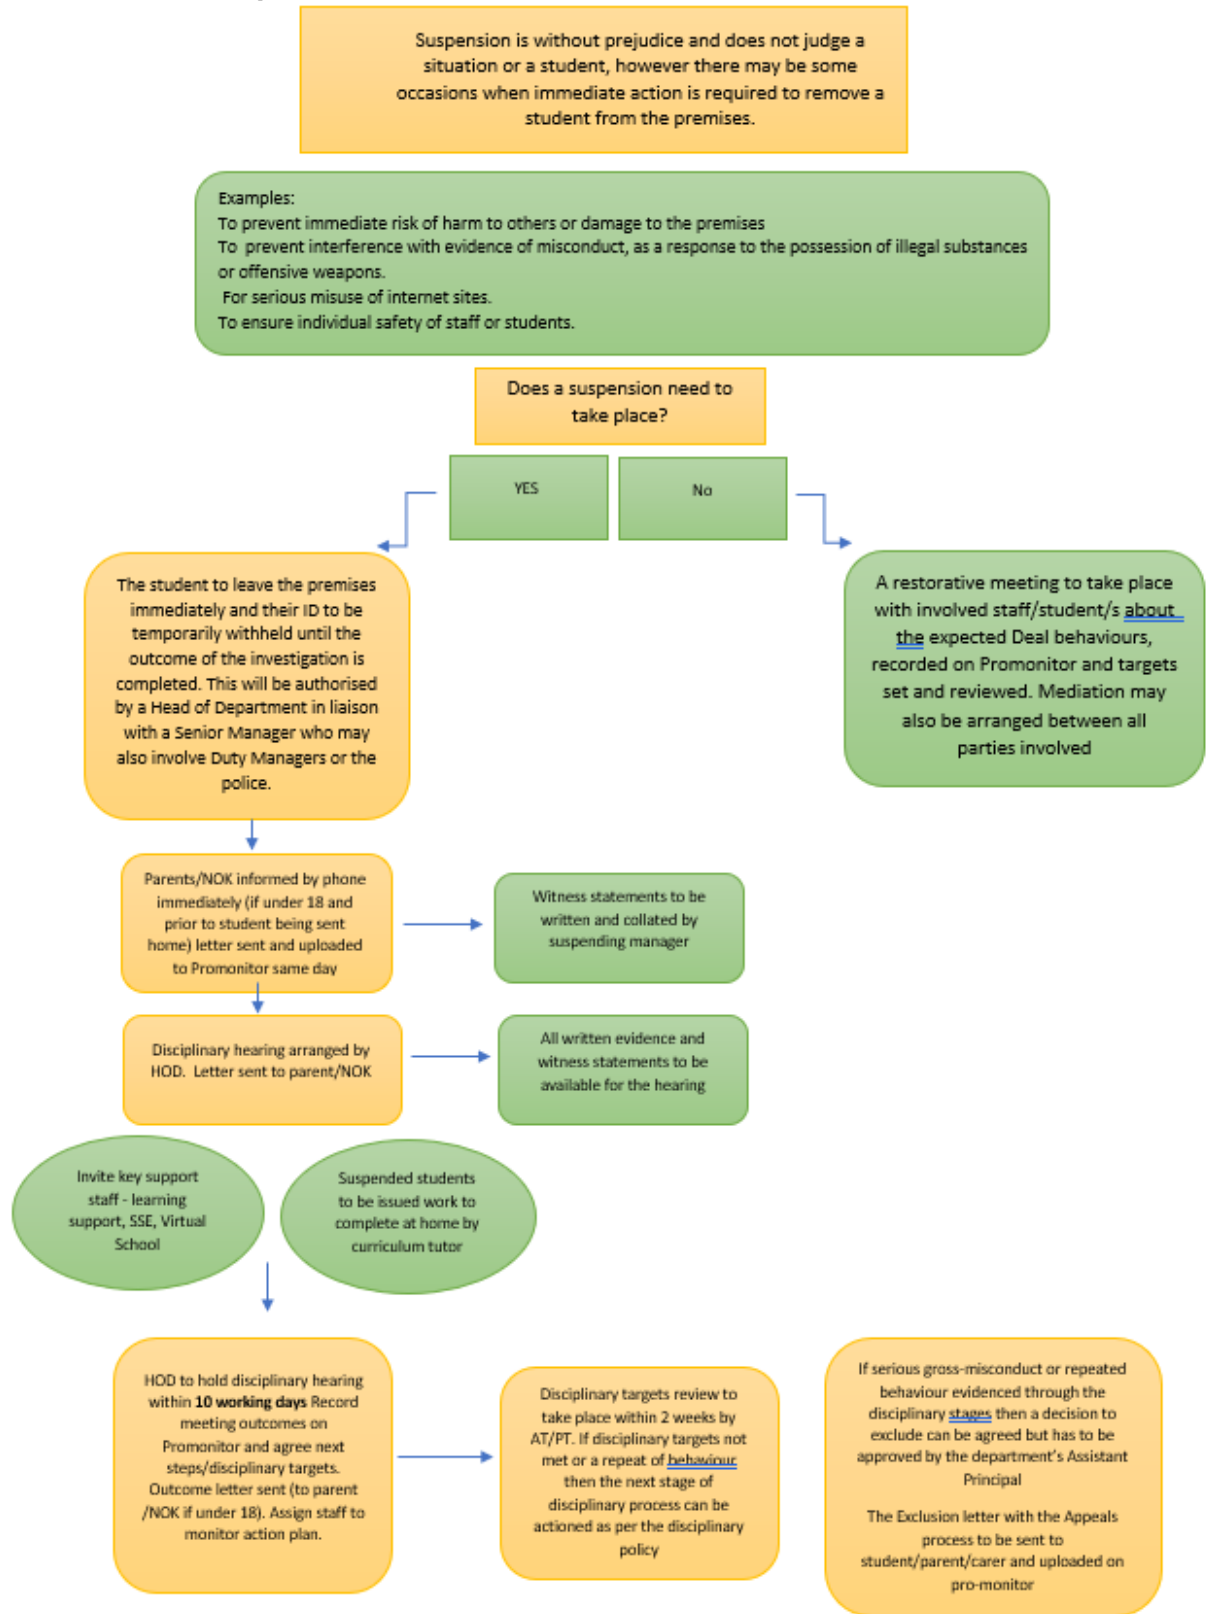 Suspension is without prejudice and does not judge a
situation or a student, however there may be some
occasions when immediate action is required to remove a
student from the premises.
Examples:
To prevent immediate risk of harm to others or damage to the premises
To prevent interference with evidence of misconduct, as a response to the possession of illegal substances
or offensive weapons.
For serious misuse of internet sites.
To ensure individual safety of staff or students.
Does a suspension need to
take place?
YES
No
The student to leave the premises
immediately and their ID to be
temporarily withheld until the
outcome of the investigation is
completed. This will be authorised
by a Head of Department in liaison
with a Senior Manager who may
also involve Duty Managers or the
police.
A restorative meeting to take place
with involved staff/student/s about
the expected Deal behaviours,
recorded on Promonitor and targets
set and reviewed. Mediation may
also be arranged between all
parties involved
Parents/NOK informed by phone
immediately (if under 18 and
prior to student being sent
home) letter sent and uploaded
to Promonitor same day
Witness statements to be
written and collated by
suspending manager
Disciplinary hearing arranged by
HOD. Letter sent to parent/NOK
All written evidence and
witness statements to be
available for the hearing
Invite key support
staff - learning
support, SSE, Virtual
School
Suspended students
to be issued work to
complete at home by
curriculum tutor
HOD to hold disciplinary hearing
within 10 working days Record
meeting outcomes on
Promonitor and agree next
steps/disciplinary targets.
Outcome letter sent (to parent
/NOK if under 18). Assign staff to
monitor action plan.
Disciplinary targets review to
take place within 2 weeks by
AT/PT. If disciplinary targets not
met or a repeat of behaviour
then the next stage of
disciplinary process can be
actioned as per the disciplinary
policy
If serious gross-misconduct or repeated
behaviour evidenced through the
disciplinary stages then a decision to
exclude can be agreed but has to be
approved by the department's Assistant
Principal
The Exclusion letter with the Appeals
process to be sent to
student/parent/carer and uploaded on
pro-monitor